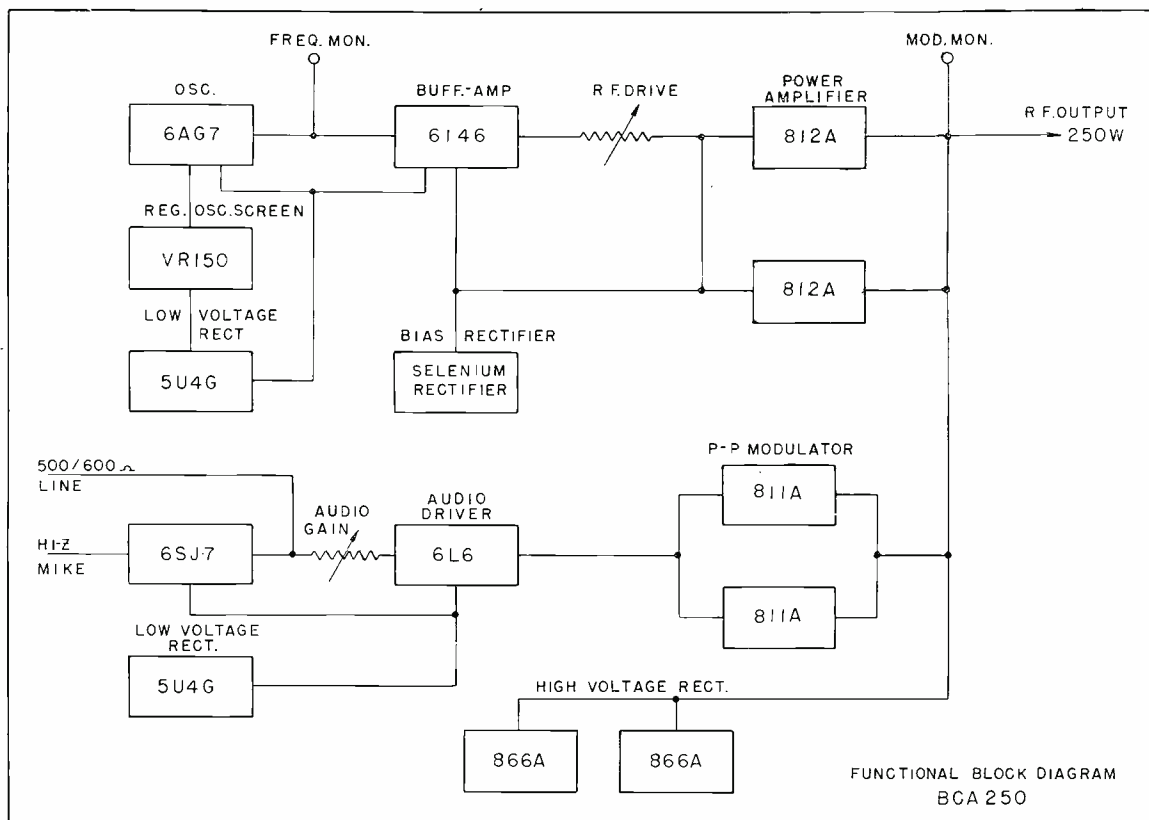 FREQ. MON.
MOD. MON.
OSC.
BUFF.-AMP
R F. DRIVE
POWER
AMPLIFIER
R F. OUTPUT
250W
6AG7
6146
812A
REG. OSC. SCREEN
VR150
812A
LOW VOLTAGE
RECT
BIAS RECTIFIER
5U4G
SELENIUM
RECTIFIER
P-P MODULATOR
500/600 Ω
LINE
811A
AUDIO
GAIN
AUDIO
DRIVER
HI-Z
MIKE
6SJ7
6L6
811A
LOW VOLTAGE
RECT.
5U4G
HIGH VOLTAGE RECT.
866A
866A
FUNCTIONAL BLOCK DIAGRAM
BCA 250